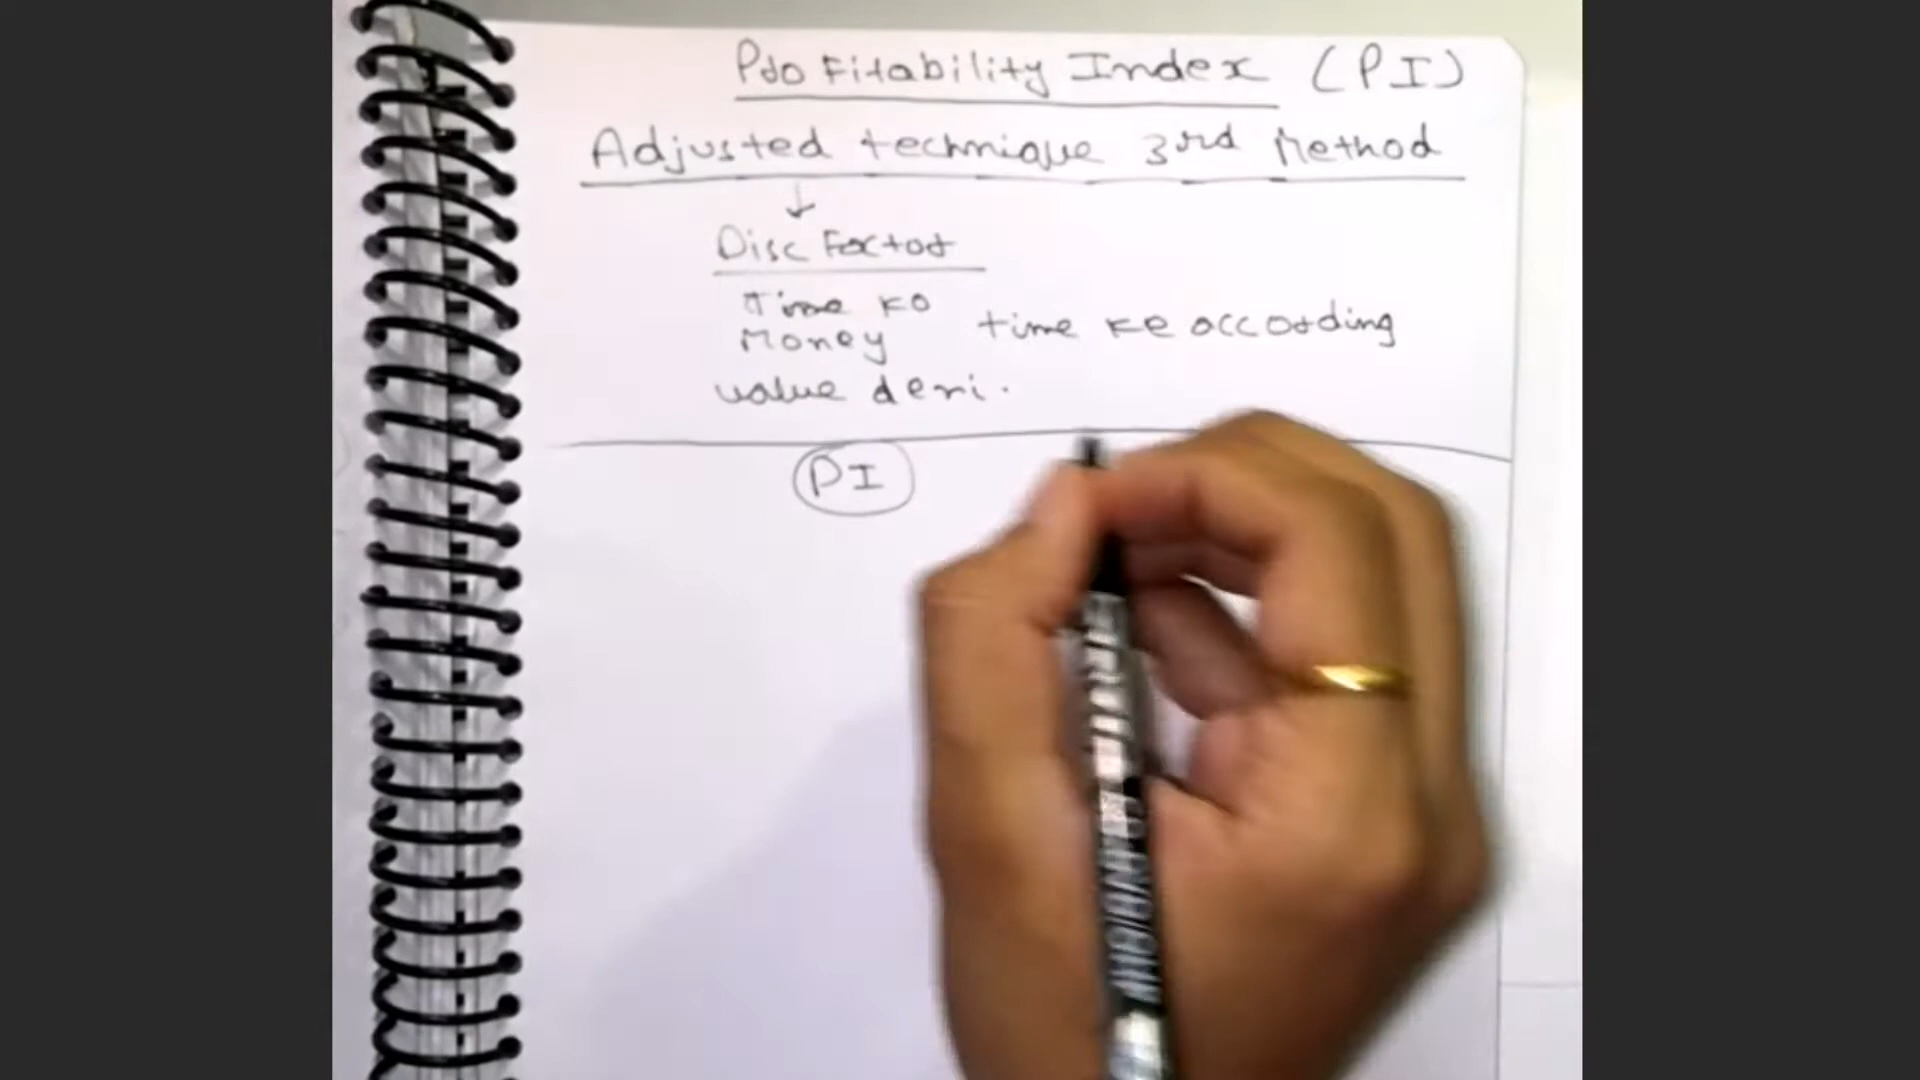 Profitability Index (PI)
Adjusted technique 3rd Method
Disc Factor
Time ko
Money
time ke according
value deni.
PI